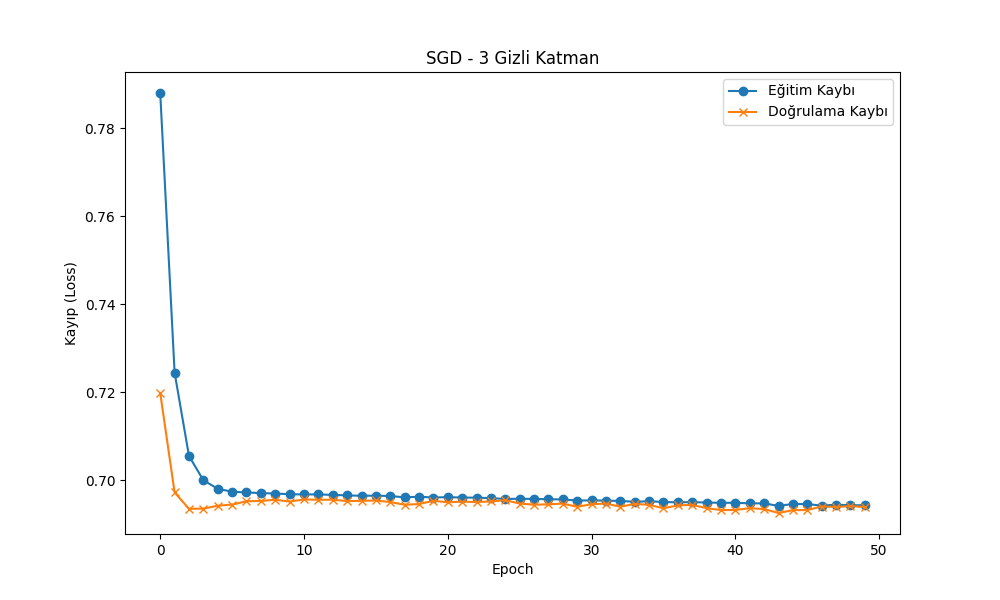 SGD - 3 Gizli Katman
Eğitim Kaybı
Doğrulama Kaybı
Kayıp (Loss)
0.78
0.76
0.74
0.72
0.70
0
10
20
30
40
50
Epoch